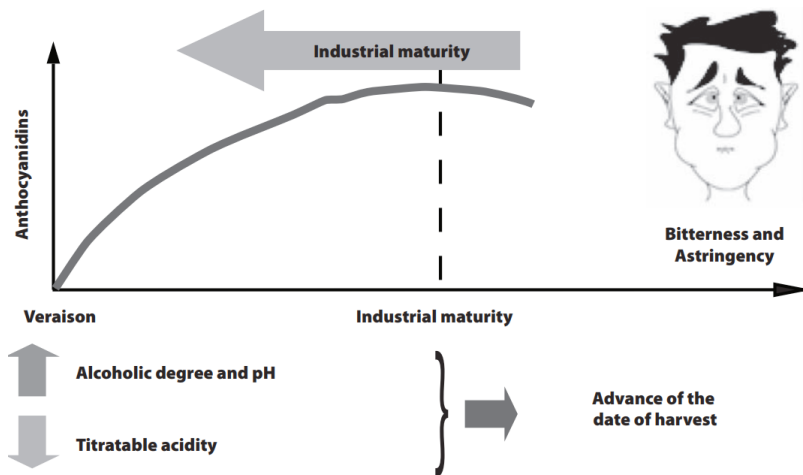 Industrial maturity
Anthocyanidins
Bitterness and
Astringency
Veraison
Industrial maturity
Alcoholic degree and pH
Advance of the
date of harvest
Titratable acidity